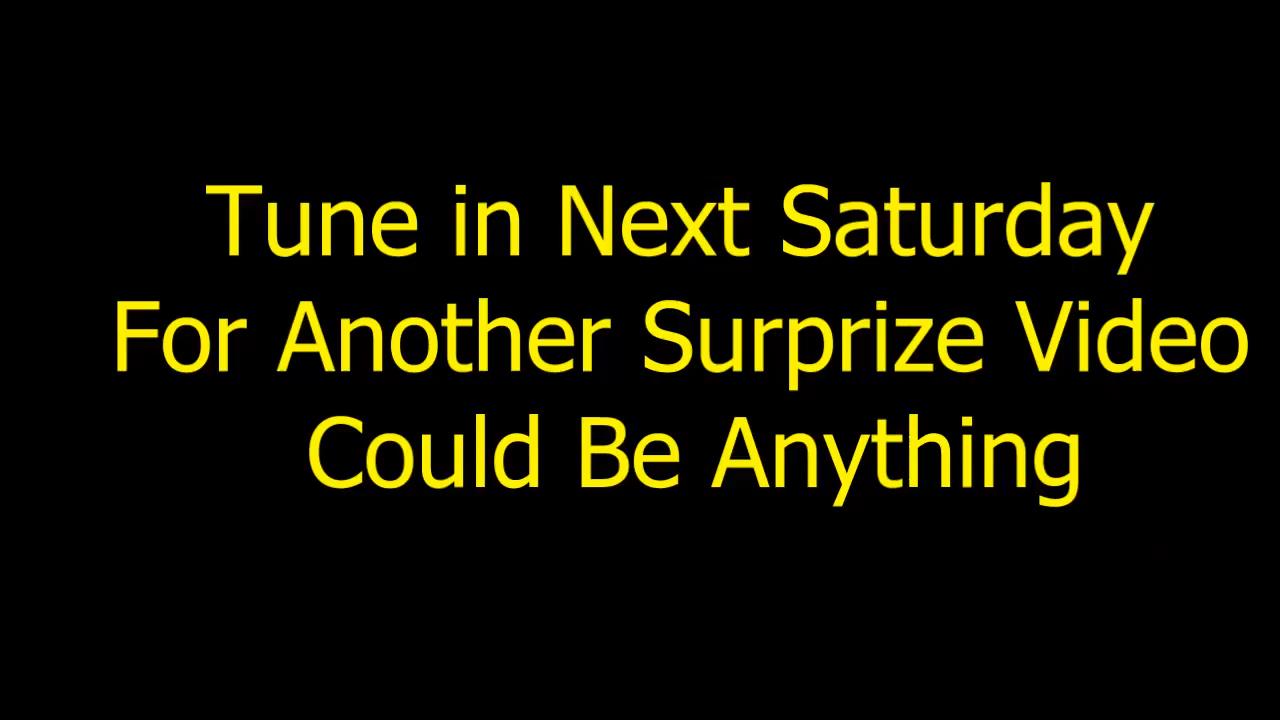 Tune in Next Saturday
For Another Surprize Video
Could Be Anything